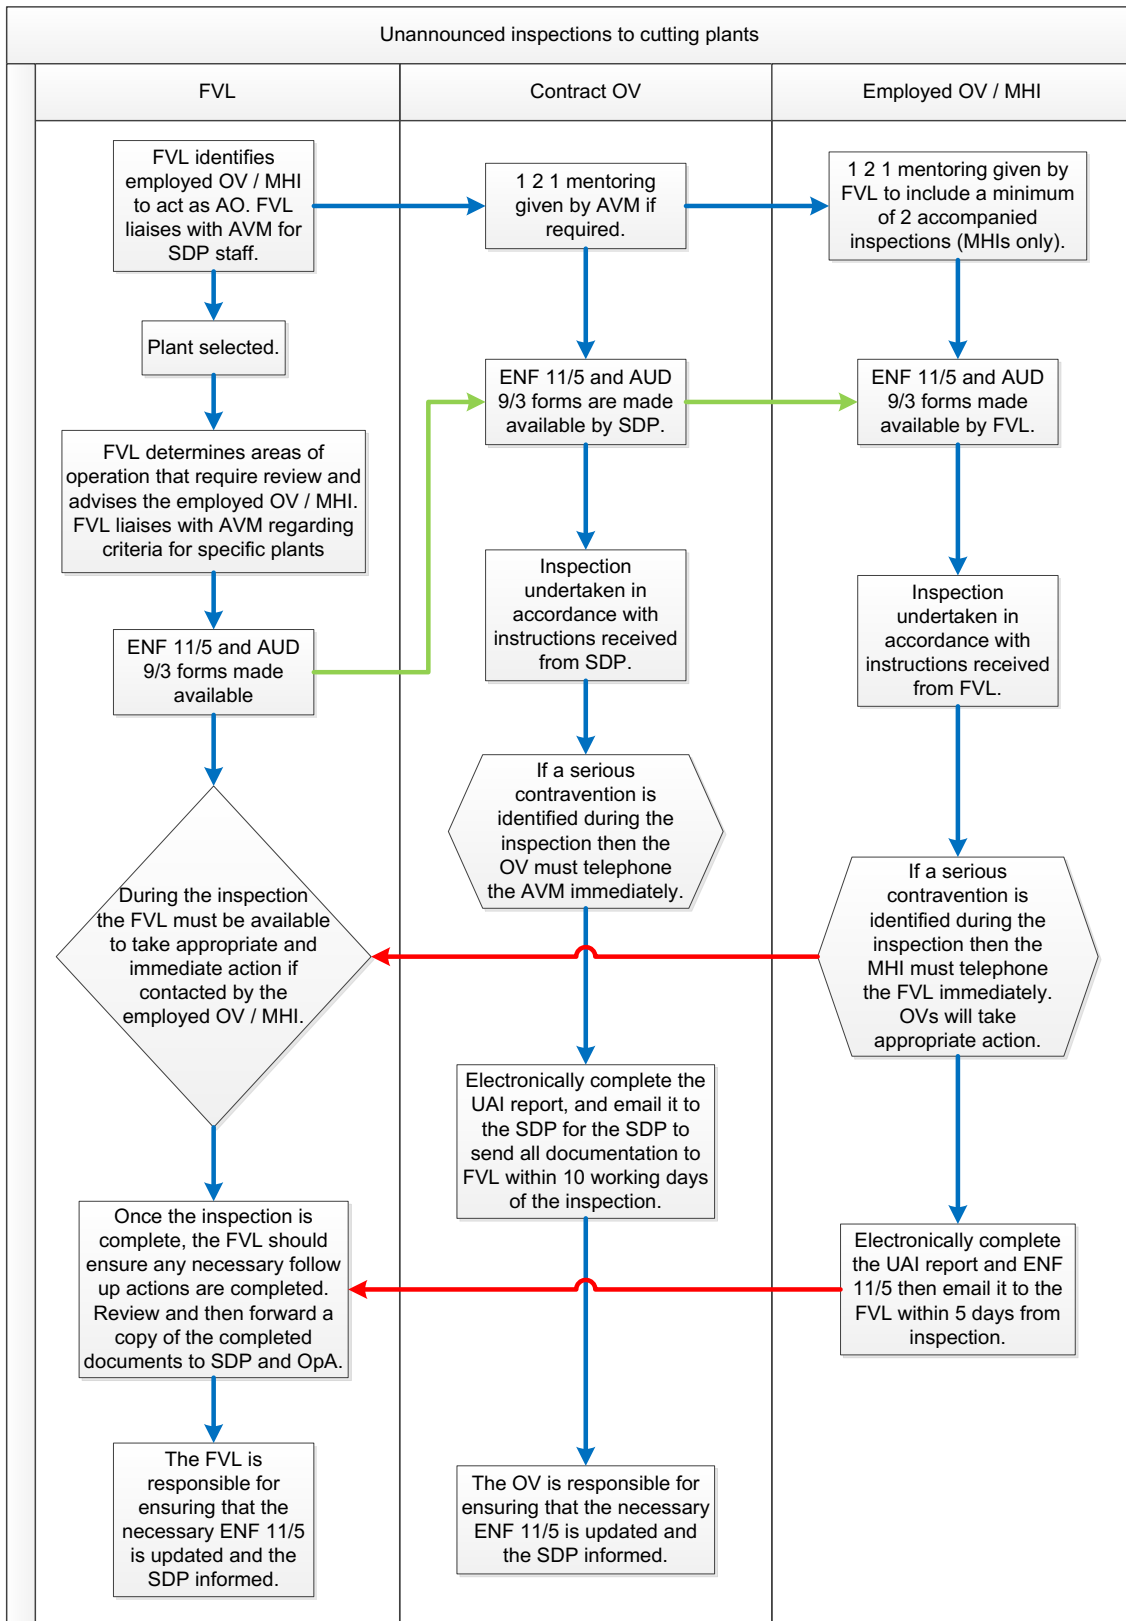 Unannounced inspections to cutting plants
FVL
Contract OV
Employed OV / MHI
FVL identifies
employed OV / MHI
to act as AO. FVL
liaises with AVM for
SDP staff.
1 2 1 mentoring
given by AVM if
required.
1 2 1 mentoring given by
FVL to include a minimum
of 2 accompanied
inspections (MHIs only).
Plant selected.
ENF 11/5 and AUD
9/3 forms are made
available by SDP.
ENF 11/5 and AUD
9/3 forms made
available by FVL.
FVL determines areas of
operation that require review and
advises the employed OV / MHI.
FVL liaises with AVM regarding
criteria for specific plants
Inspection
undertaken in
accordance with
instructions received
from SDP.
Inspection
undertaken in
accordance with
instructions received
from FVL.
ENF 11/5 and AUD
9/3 forms made
available
If a serious
contravention is
identified during the
inspection then the
OV must telephone
the AVM immediately.
If a serious
contravention is
identified during the
inspection then the
MHI must telephone
the FVL immediately.
OVs will take
appropriate action.
During the inspection
the FVL must be available
to take appropriate and
immediate action if
contacted by the
employed OV / MHI.
Electronically complete the
UAI report, and email it to
the SDP for the SDP to
send all documentation to
FVL within 10 working days
of the inspection.
Once the inspection is
complete, the FVL should
ensure any necessary follow
up actions are completed.
Review and then forward a
copy of the completed
documents to SDP and OpA.
Electronically complete
the UAI report and ENF
11/5 then email it to the
FVL within 5 days from
inspection.
The FVL is
responsible for
ensuring that the
necessary ENF 11/5
is updated and the
SDP informed.
The OV is responsible for
ensuring that the necessary
ENF 11/5 is updated and
the SDP informed.